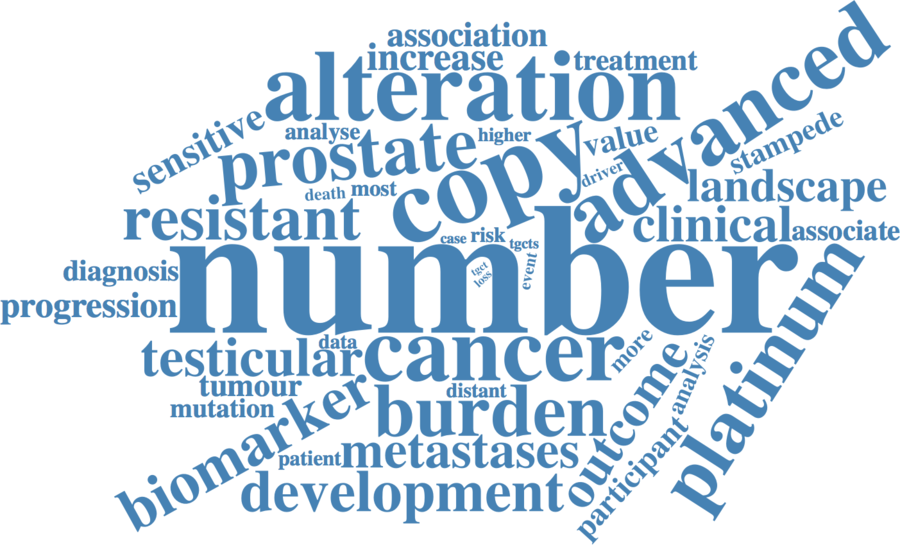 association
increase
treatment
alteration
advanced
sensitive
analyse
higher
prostate
copy
value
stampede
driver
death
most
landscape
resistant
clinical
associate
case
risk
tgcts
number
diagnosis
tgct
loss
event
progression
platinum
data
testicular
cancer
more
tumour
mutation
distant
biomarker
burden
outcome
analysis
patient
metastases
participant
development